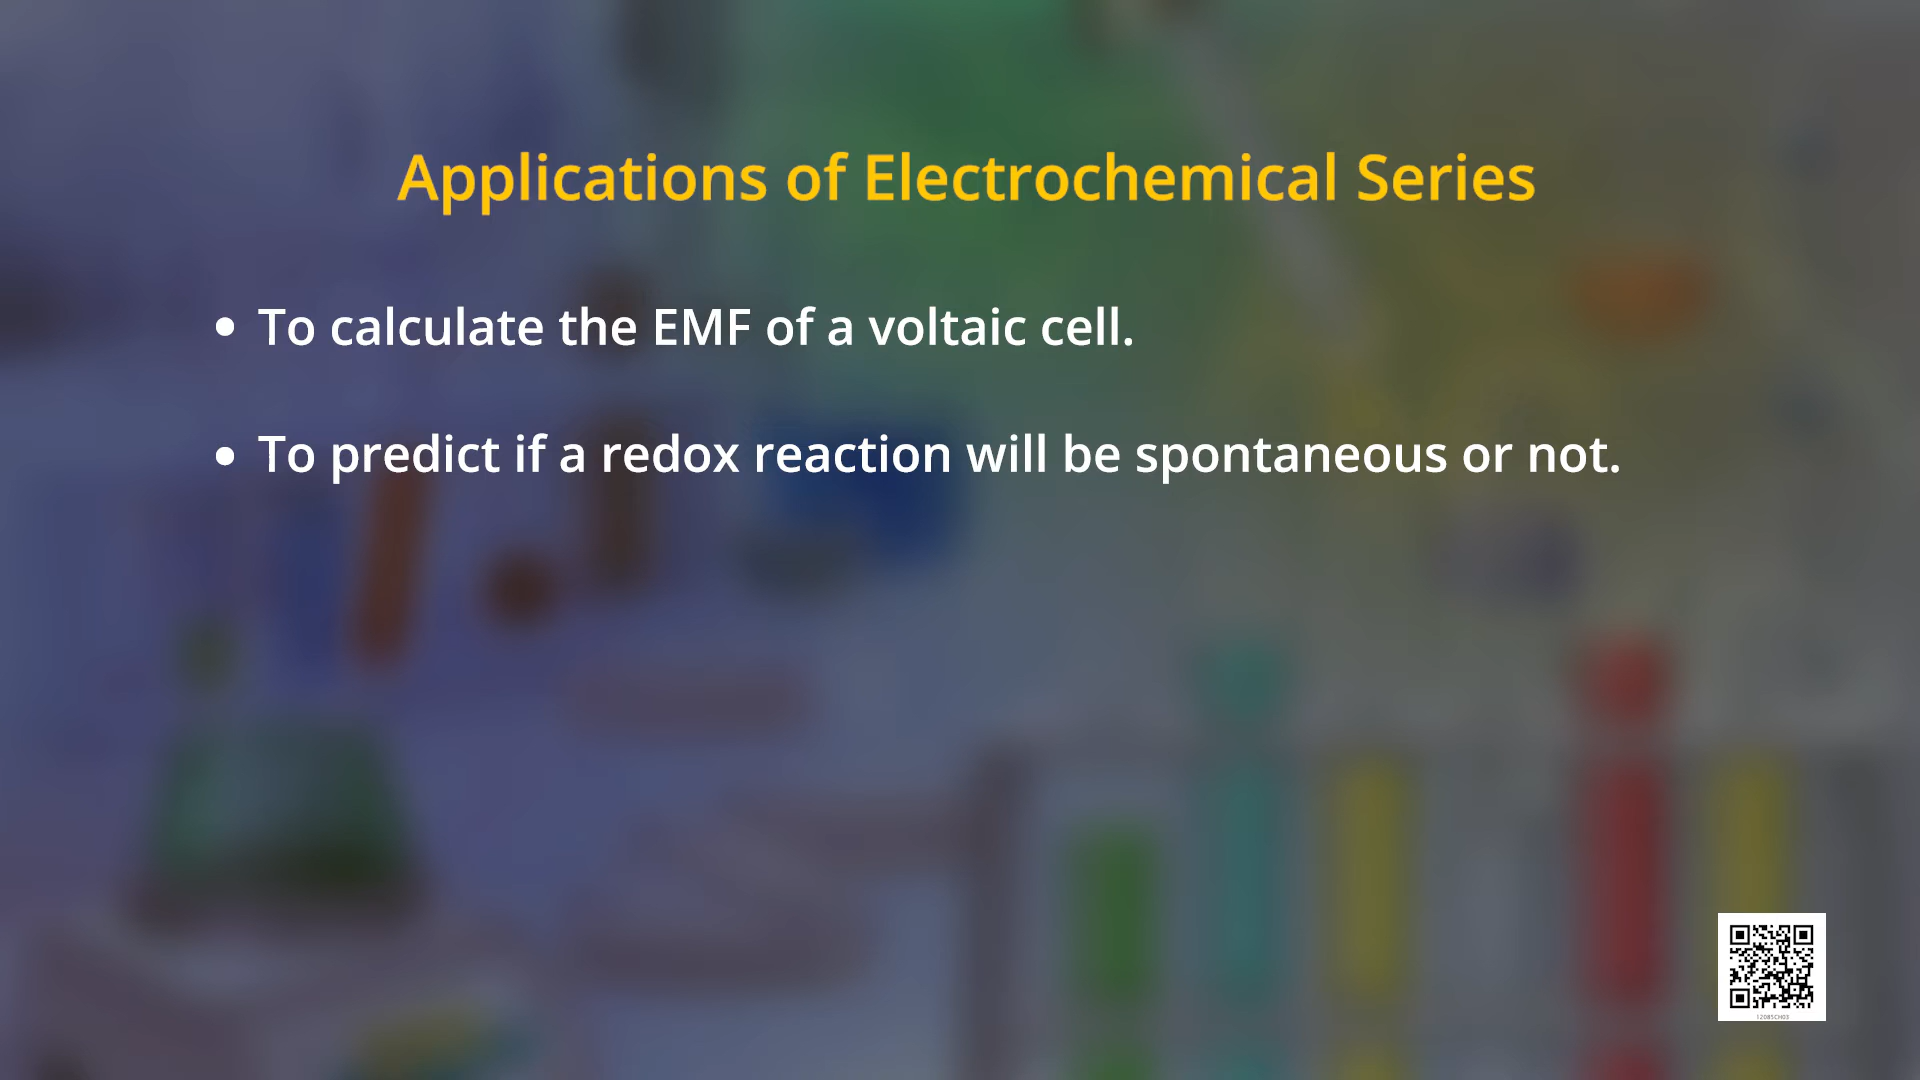 Applications of Electrochemical Series
• To calculate the EMF of a voltaic cell.
• To predict if a redox reaction will be spontaneous or not.
12085CH03